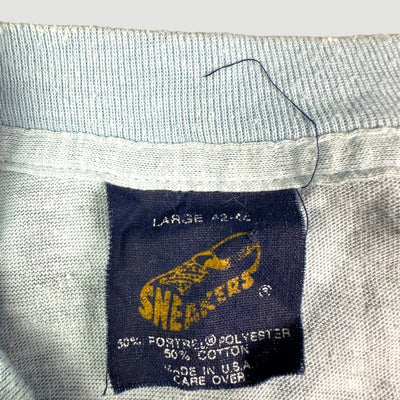 LARGE 42-44
SNEAKERS ®
50% FORTREL® POLYESTER
50% COTTON
MADE IN U.S.A.
CARE OVER